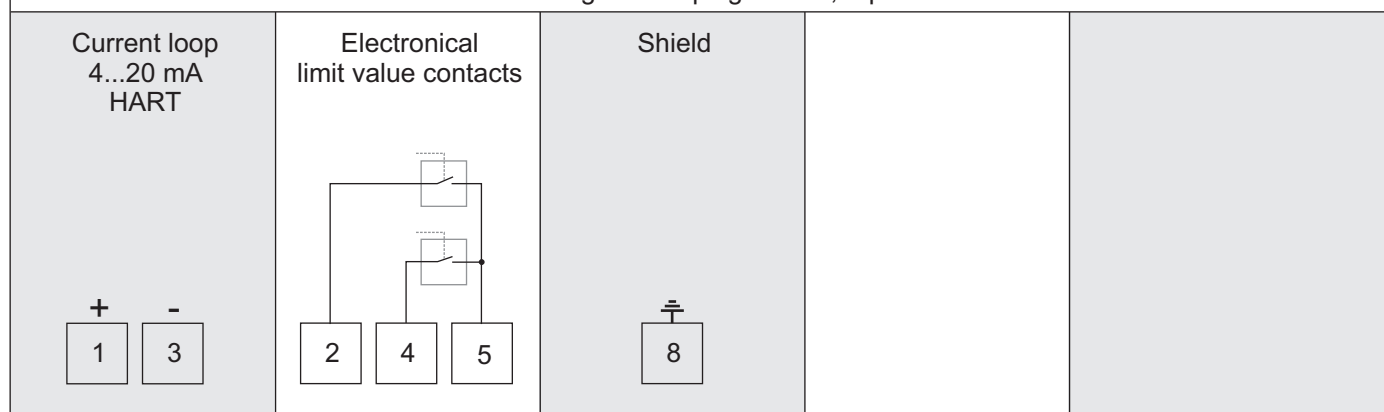 Current loop
4...20 mA
HART
Electronical
limit value contacts
Shield
+ -
1 3
2 4 5
8